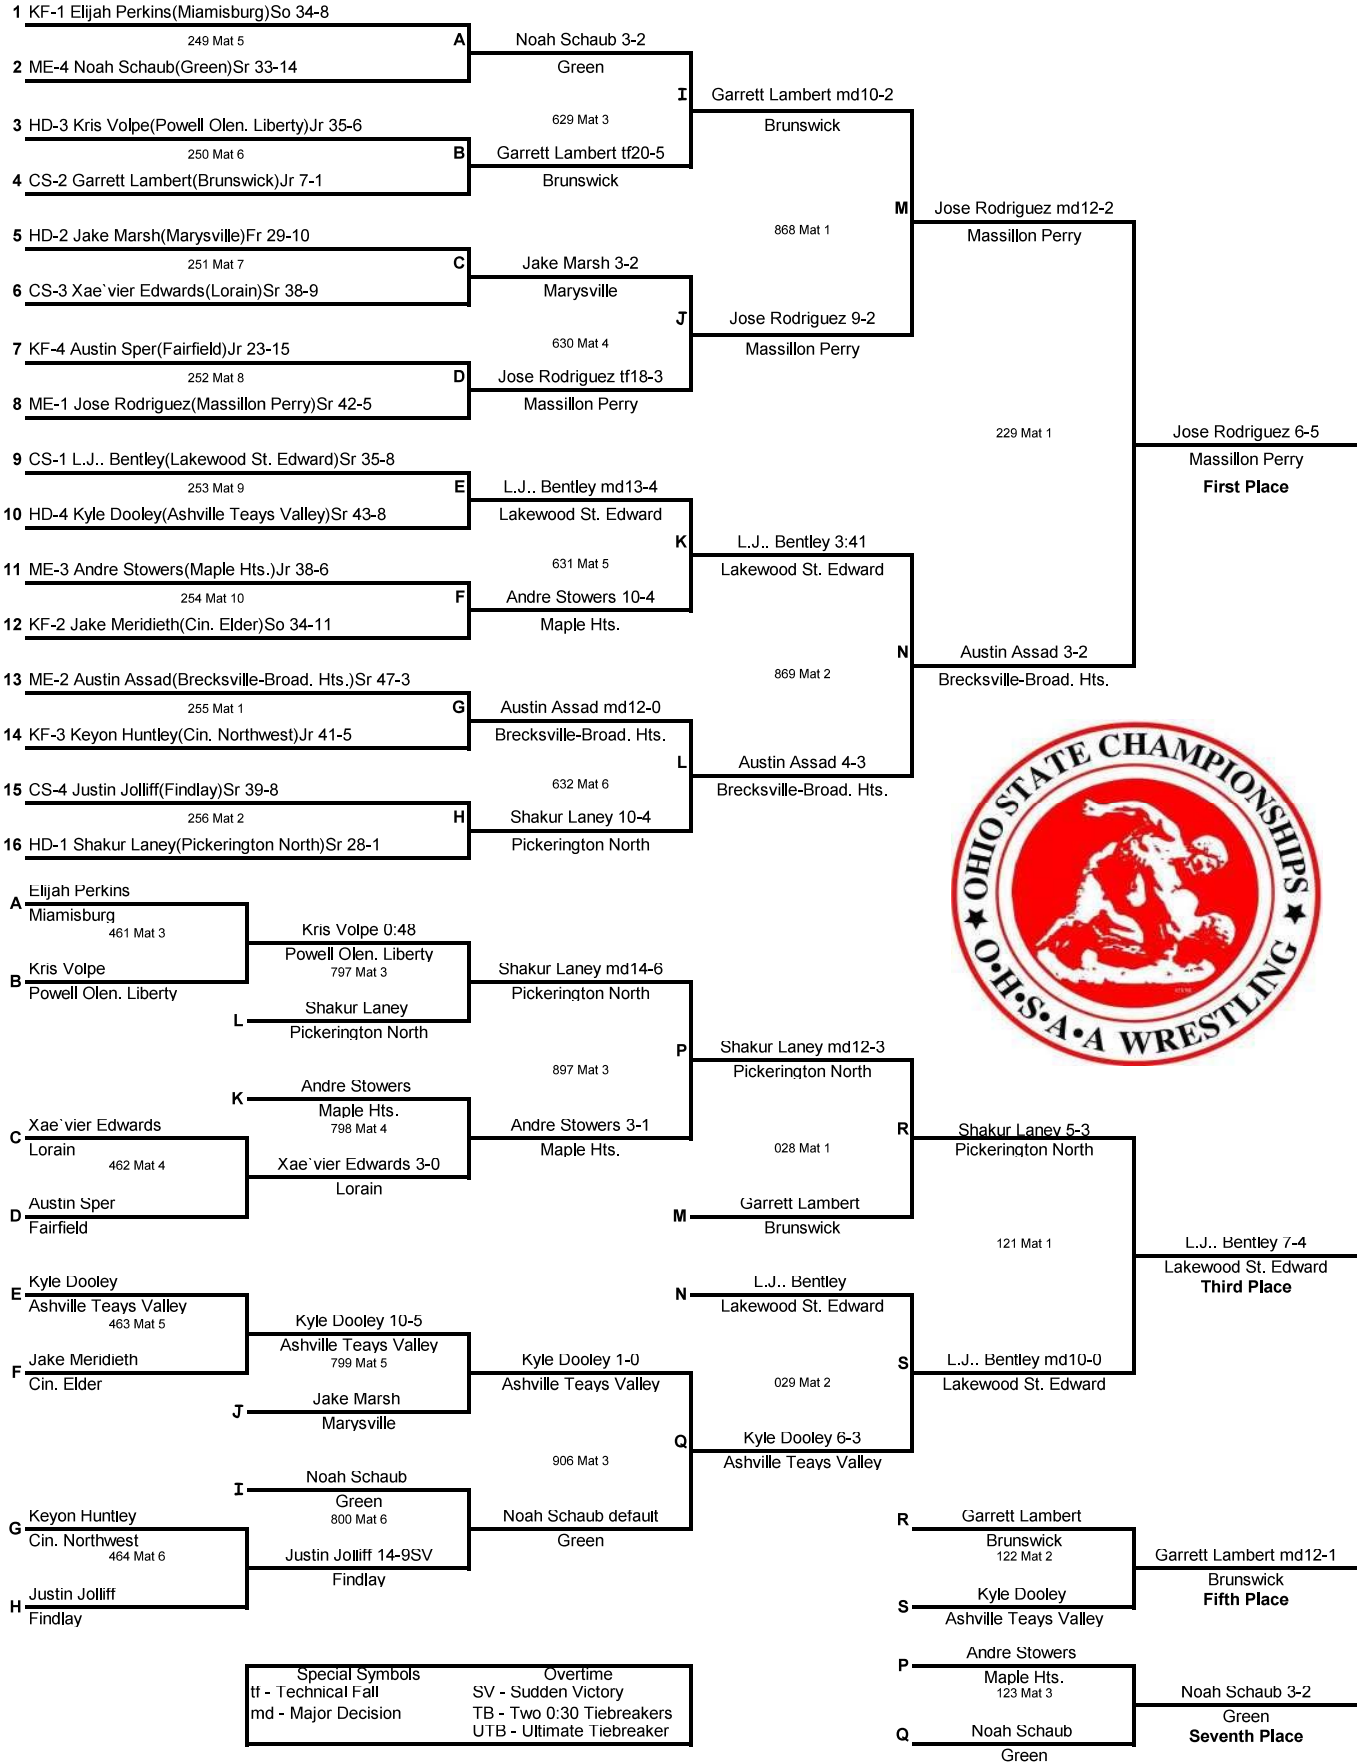 1 KF-1 Elijah Perkins(Miamisburg)So 34-8
249 Mat 5
A
2 ME-4 Noah Schaub(Green)Sr 33-14
Noah Schaub 3-2
Green
I
629 Mat 3
3 HD-3 Kris Volpe(Powell Olen. Liberty)Jr 35-6
250 Mat 6
B
4 CS-2 Garrett Lambert(Brunswick)Jr 7-1
Garrett Lambert tf20-5
Brunswick
Garrett Lambert md10-2
Brunswick
M
868 Mat 1
5 HD-2 Jake Marsh(Marysville)Fr 29-10
251 Mat 7
C
6 CS-3 Xae`vier Edwards(Lorain)Sr 38-9
Jake Marsh 3-2
Marysville
J
630 Mat 4
7 KF-4 Austin Sper(Fairfield)Jr 23-15
252 Mat 8
D
8 ME-1 Jose Rodriguez(Massillon Perry)Sr 42-5
Jose Rodriguez tf18-3
Massillon Perry
Jose Rodriguez 9-2
Massillon Perry
Jose Rodriguez md12-2
Massillon Perry
229 Mat 1
Jose Rodriguez 6-5
Massillon Perry
First Place
9 CS-1 L.J.. Bentley(Lakewood St. Edward)Sr 35-8
253 Mat 9
E
10 HD-4 Kyle Dooley(Ashville Teays Valley)Sr 43-8
L.J.. Bentley md13-4
Lakewood St. Edward
K
631 Mat 5
11 ME-3 Andre Stowers(Maple Hts.)Jr 38-6
254 Mat 10
F
12 KF-2 Jake Meridieth(Cin. Elder)So 34-11
Andre Stowers 10-4
Maple Hts.
L.J.. Bentley 3:41
Lakewood St. Edward
N
869 Mat 2
13 ME-2 Austin Assad(Brecksville-Broad. Hts.)Sr 47-3
255 Mat 1
G
14 KF-3 Keyon Huntley(Cin. Northwest)Jr 41-5
Austin Assad md12-0
Brecksville-Broad. Hts.
L
632 Mat 6
15 CS-4 Justin Jolliff(Findlay)Sr 39-8
256 Mat 2
H
16 HD-1 Shakur Laney(Pickerington North)Sr 28-1
Shakur Laney 10-4
Pickerington North
Austin Assad 4-3
Brecksville-Broad. Hts.
Austin Assad 3-2
Brecksville-Broad. Hts.
OHIO STATE CHAMPIONSHIPS
O•H•S•A•A WRESTLING
A Elijah Perkins
Miamisburg
461 Mat 3
B Kris Volpe
Powell Olen. Liberty
Kris Volpe 0:48
Powell Olen. Liberty
797 Mat 3
L Shakur Laney
Pickerington North
Shakur Laney md14-6
Pickerington North
P
897 Mat 3
K Andre Stowers
Maple Hts.
798 Mat 4
C Xae`vier Edwards
Lorain
462 Mat 4
D Austin Sper
Fairfield
Xae`vier Edwards 3-0
Lorain
Andre Stowers 3-1
Maple Hts.
Shakur Laney md12-3
Pickerington North
R
028 Mat 1
M Garrett Lambert
Brunswick
Shakur Laney 5-3
Pickerington North
121 Mat 1
L.J.. Bentley 7-4
Lakewood St. Edward
Third Place
E Kyle Dooley
Ashville Teays Valley
463 Mat 5
F Jake Meridieth
Cin. Elder
Kyle Dooley 10-5
Ashville Teays Valley
799 Mat 5
J Jake Marsh
Marysville
Kyle Dooley 1-0
Ashville Teays Valley
Q
906 Mat 3
N L.J.. Bentley
Lakewood St. Edward
S
029 Mat 2
L.J.. Bentley md10-0
Lakewood St. Edward
Kyle Dooley 6-3
Ashville Teays Valley
I Noah Schaub
Green
800 Mat 6
G Keyon Huntley
Cin. Northwest
464 Mat 6
H Justin Jolliff
Findlay
Justin Jolliff 14-9SV
Findlay
Noah Schaub default
Green
R Garrett Lambert
Brunswick
122 Mat 2
S Kyle Dooley
Ashville Teays Valley
Garrett Lambert md12-1
Brunswick
Fifth Place
P Andre Stowers
Maple Hts.
123 Mat 3
Q Noah Schaub
Green
Noah Schaub 3-2
Green
Seventh Place
Special Symbols Overtime
tf - Technical Fall SV - Sudden Victory
md - Major Decision TB - Two 0:30 Tiebreakers
UTB - Ultimate Tiebreaker